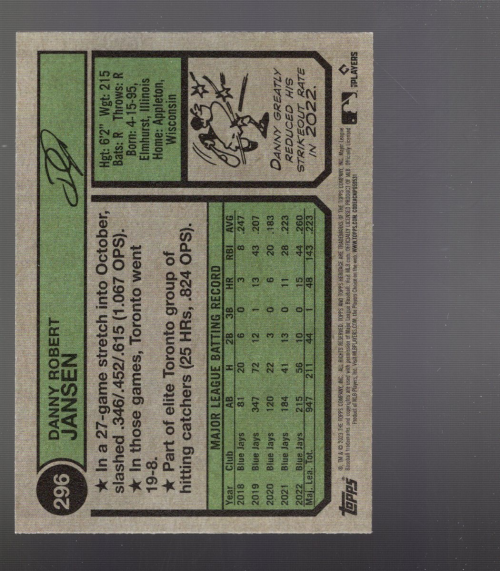 296
DANNY ROBERT
JANSEN
Hgt: 6'2" Wgt: 215
Bats: R Throws: R
Born: 4-15-95,
Elmhurst, Illinois
Home: Appleton,
Wisconsin
★ In a 27-game stretch into October,
slashed .346/.452/.615 (1.067 OPS).
★ In those games, Toronto went
19-8.
★ Part of elite Toronto group of
hitting catchers (25 HRs, .824 OPS).
DANNY GREATLY
REDUCED HIS
STRIKEOUT RATE
IN 2022.
MAJOR LEAGUE BATTING RECORD
Year Club AB H 2B 3B HR RBI AVG
2018 Blue Jays 81 20 6 0 3 8 .247
2019 Blue Jays 347 72 12 1 13 43 .207
2020 Blue Jays 120 22 3 0 6 20 .183
2021 Blue Jays 184 41 13 0 11 28 .223
2022 Blue Jays 215 56 10 0 15 44 .260
Maj. Lea. Tot. 947 211 44 1 48 143 .223
Topps
PLAYERS